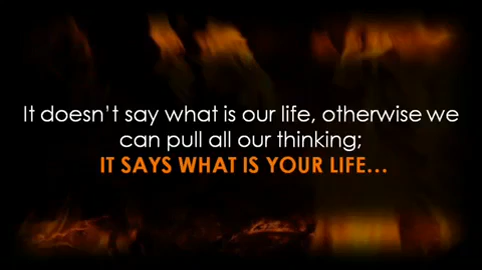 It doesn't say what is our life, otherwise we
can pull all our thinking;
IT SAYS WHAT IS YOUR LIFE...